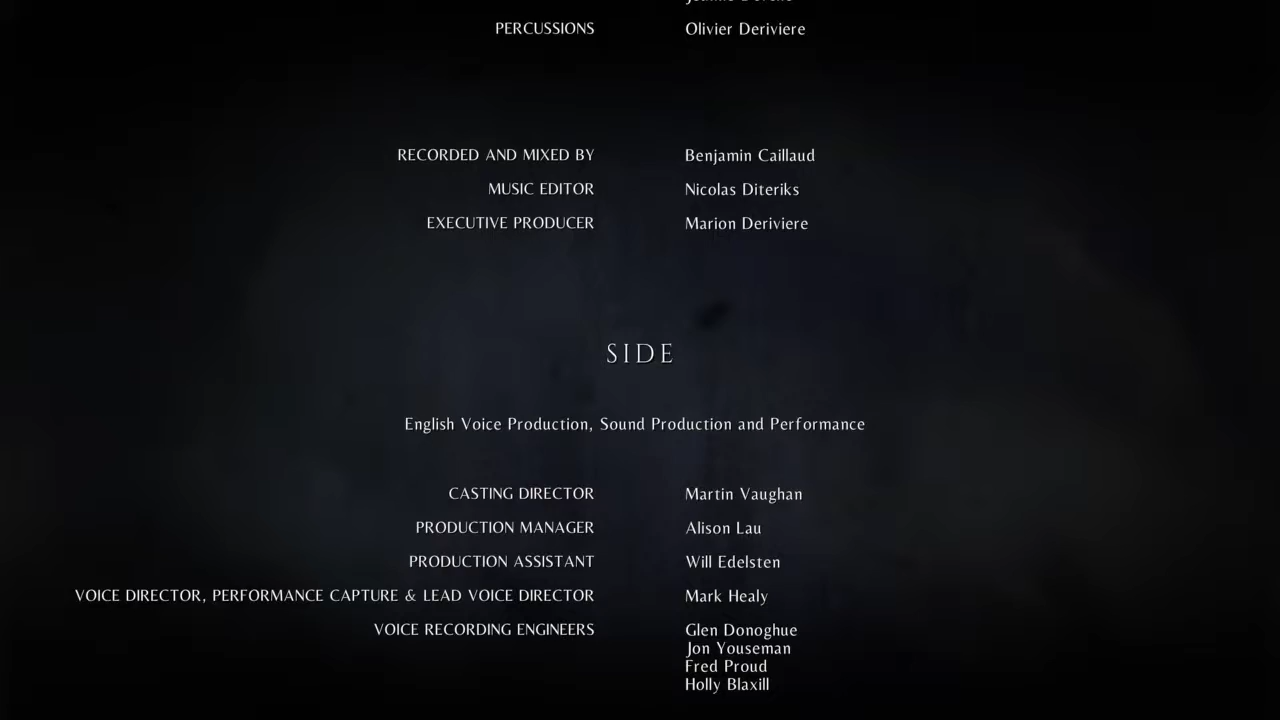 PERCUSSIONS Olivier Deriviere
RECORDED AND MIXED BY Benjamin Caillaud
MUSIC EDITOR Nicolas Diteriks
EXECUTIVE PRODUCER Marion Deriviere
SIDE
English Voice Production, Sound Production and Performance
CASTING DIRECTOR Martin Vaughan
PRODUCTION MANAGER Alison Lau
PRODUCTION ASSISTANT Will Edelsten
VOICE DIRECTOR, PERFORMANCE CAPTURE & LEAD VOICE DIRECTOR Mark Healy
VOICE RECORDING ENGINEERS Glen Donoghue
Jon Youseman
Fred Proud
Holly Blaxill